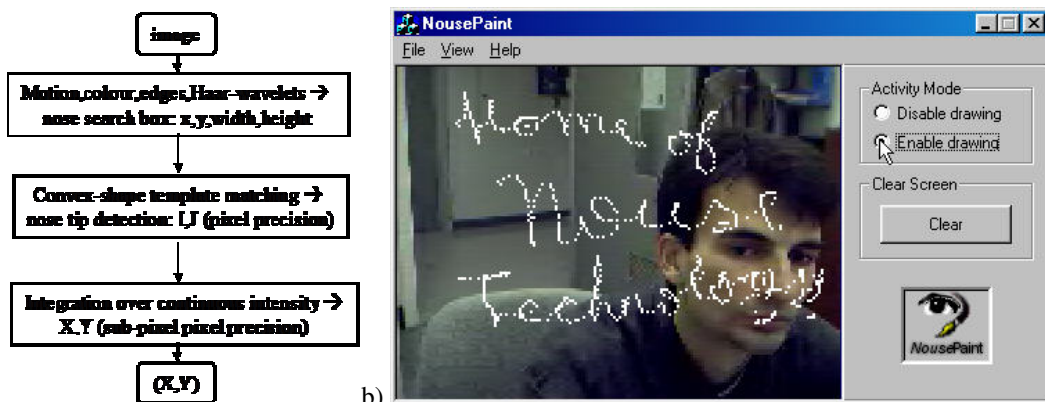 image
Motion,colour,edges,Haar-wavelets →
nose search box: x,y,width,height
Convex-shape template matching →
nose tip detection: I,J (pixel precision)
Integration over continuous intensity →
X,Y (sub-pixel pixel precision)
(X,Y)
b)
NousePaint
File View Help
of
Nouse
Technology
Activity Mode
Disable drawing
Enable drawing
Clear Screen
Clear
NousePaint